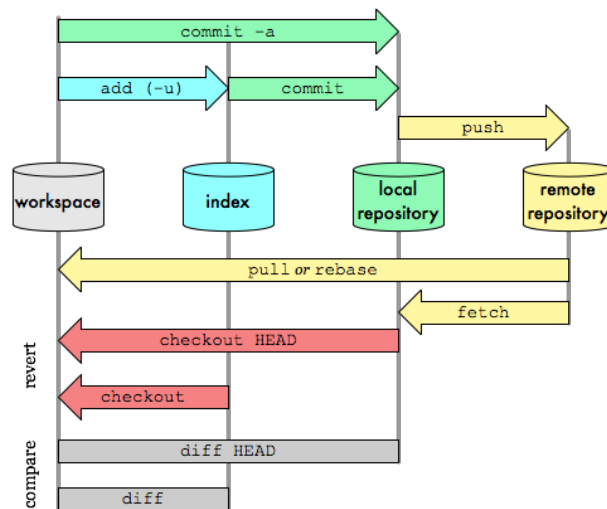 commit -a
add (-u)
commit
push
workspace
index
local
repository
remote
repository
pull or rebase
fetch
revert
checkout HEAD
checkout
compare
diff HEAD
diff